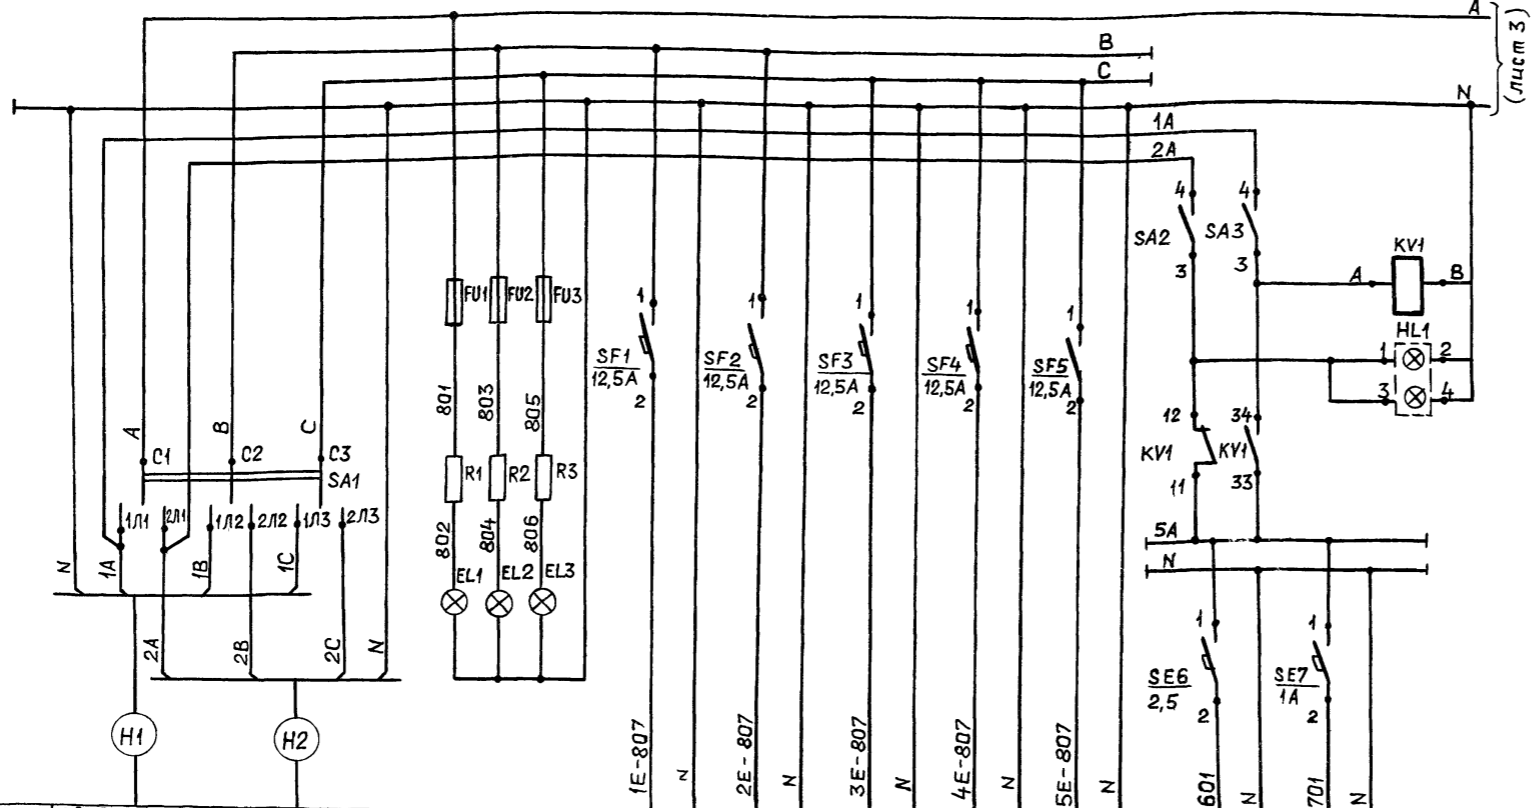 A
(лист 3)
B
C
N
1A
2A
4
4
SA2
SA3
3
3
KV1
A
B
HL1
1
2
3
4
FU1
FU2
FU3
1
1
1
1
1
SF1
12,5A
SF2
12,5A
SF3
12,5A
SF4
12,5A
SF5
12,5A
2
2
2
2
2
801
803
805
12
34
KV1
KV1
11
33
A
B
C
C1
C2
C3
SA1
R1
R2
R3
1Л1
2Л1
1Л2
2Л2
1Л3
2Л3
802
804
806
5A
N
N
1A
1B
1C
EL1
EL2
EL3
2A
2B
2C
N
1
1
SE6
2,5
SE7
1A
2
2
H1
H2
1E-807
N
2E-807
N
3E-807
N
4E-807
N
5E-807
N
601
N
701
N